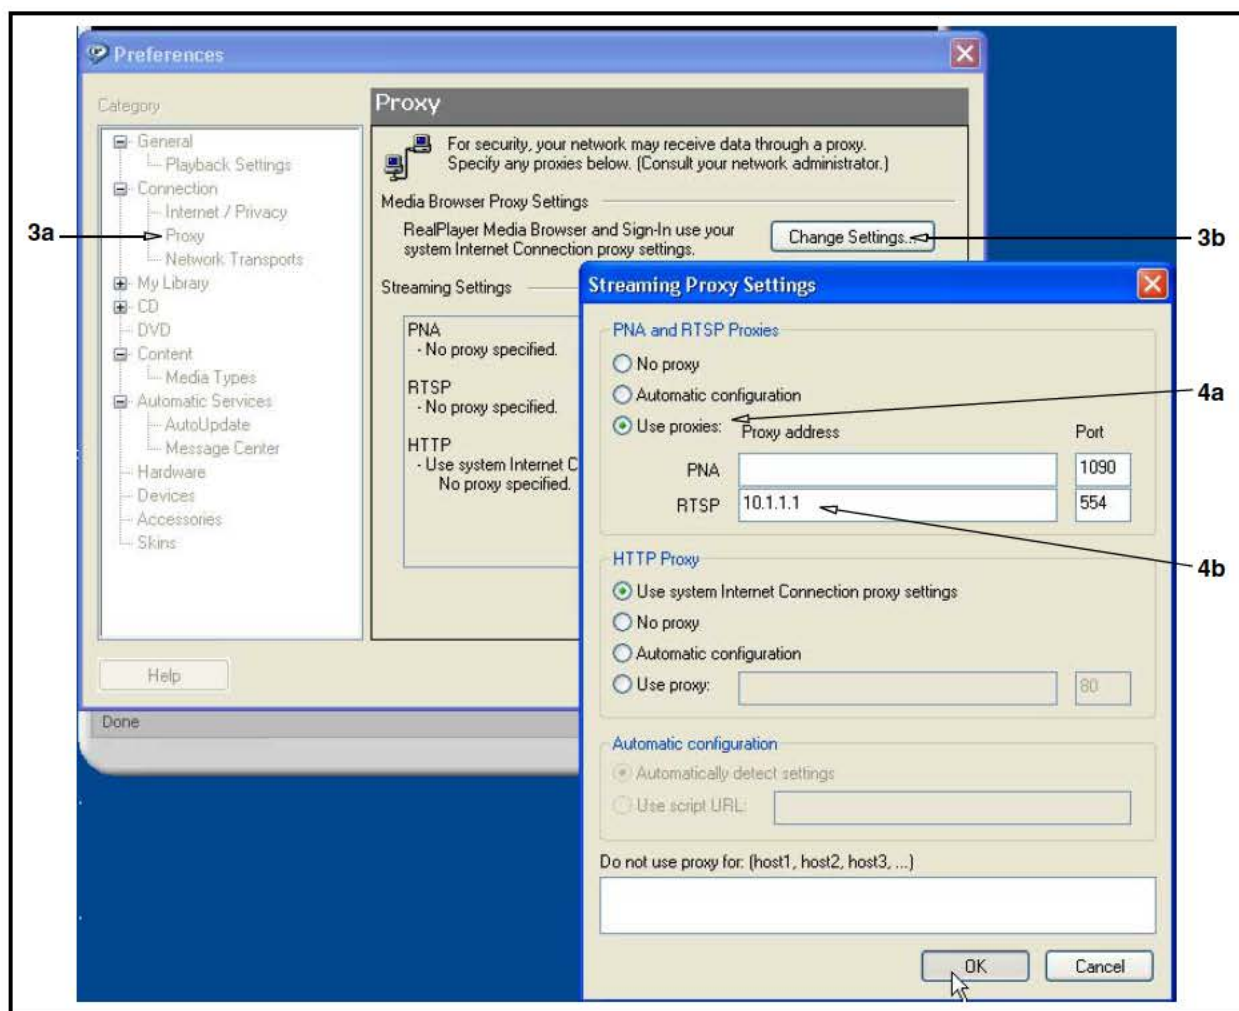 Preferences
Category
General
Playback Settings
Connection
Internet / Privacy
3a
Proxy
Network Transports
My Library
CD
DVD
Content
Media Types
Automatic Services
AutoUpdate
Message Center
Hardware
Devices
Accessories
Skins
Help
Done
Proxy
For security, your network may receive data through a proxy.
Specify any proxies below. (Consult your network administrator.)
Media Browser Proxy Settings
RealPlayer Media Browser and Sign-In use your
system Internet Connection proxy settings.
Change Settings...
3b
Streaming Settings
PNA
- No proxy specified.
RTSP
- No proxy specified.
HTTP
- Use system Internet C
No proxy specified.
Streaming Proxy Settings
PNA and RTSP Proxies
No proxy
Automatic configuration
4a
Use proxies: Proxy address Port
PNA 1090
RTSP 10.1.1.1 554
4b
HTTP Proxy
Use system Internet Connection proxy settings
No proxy
Automatic configuration
Use proxy: 80
Automatic configuration
Automatically detect settings
Use script URL:
Do not use proxy for: (host1, host2, host3, ...)
OK Cancel